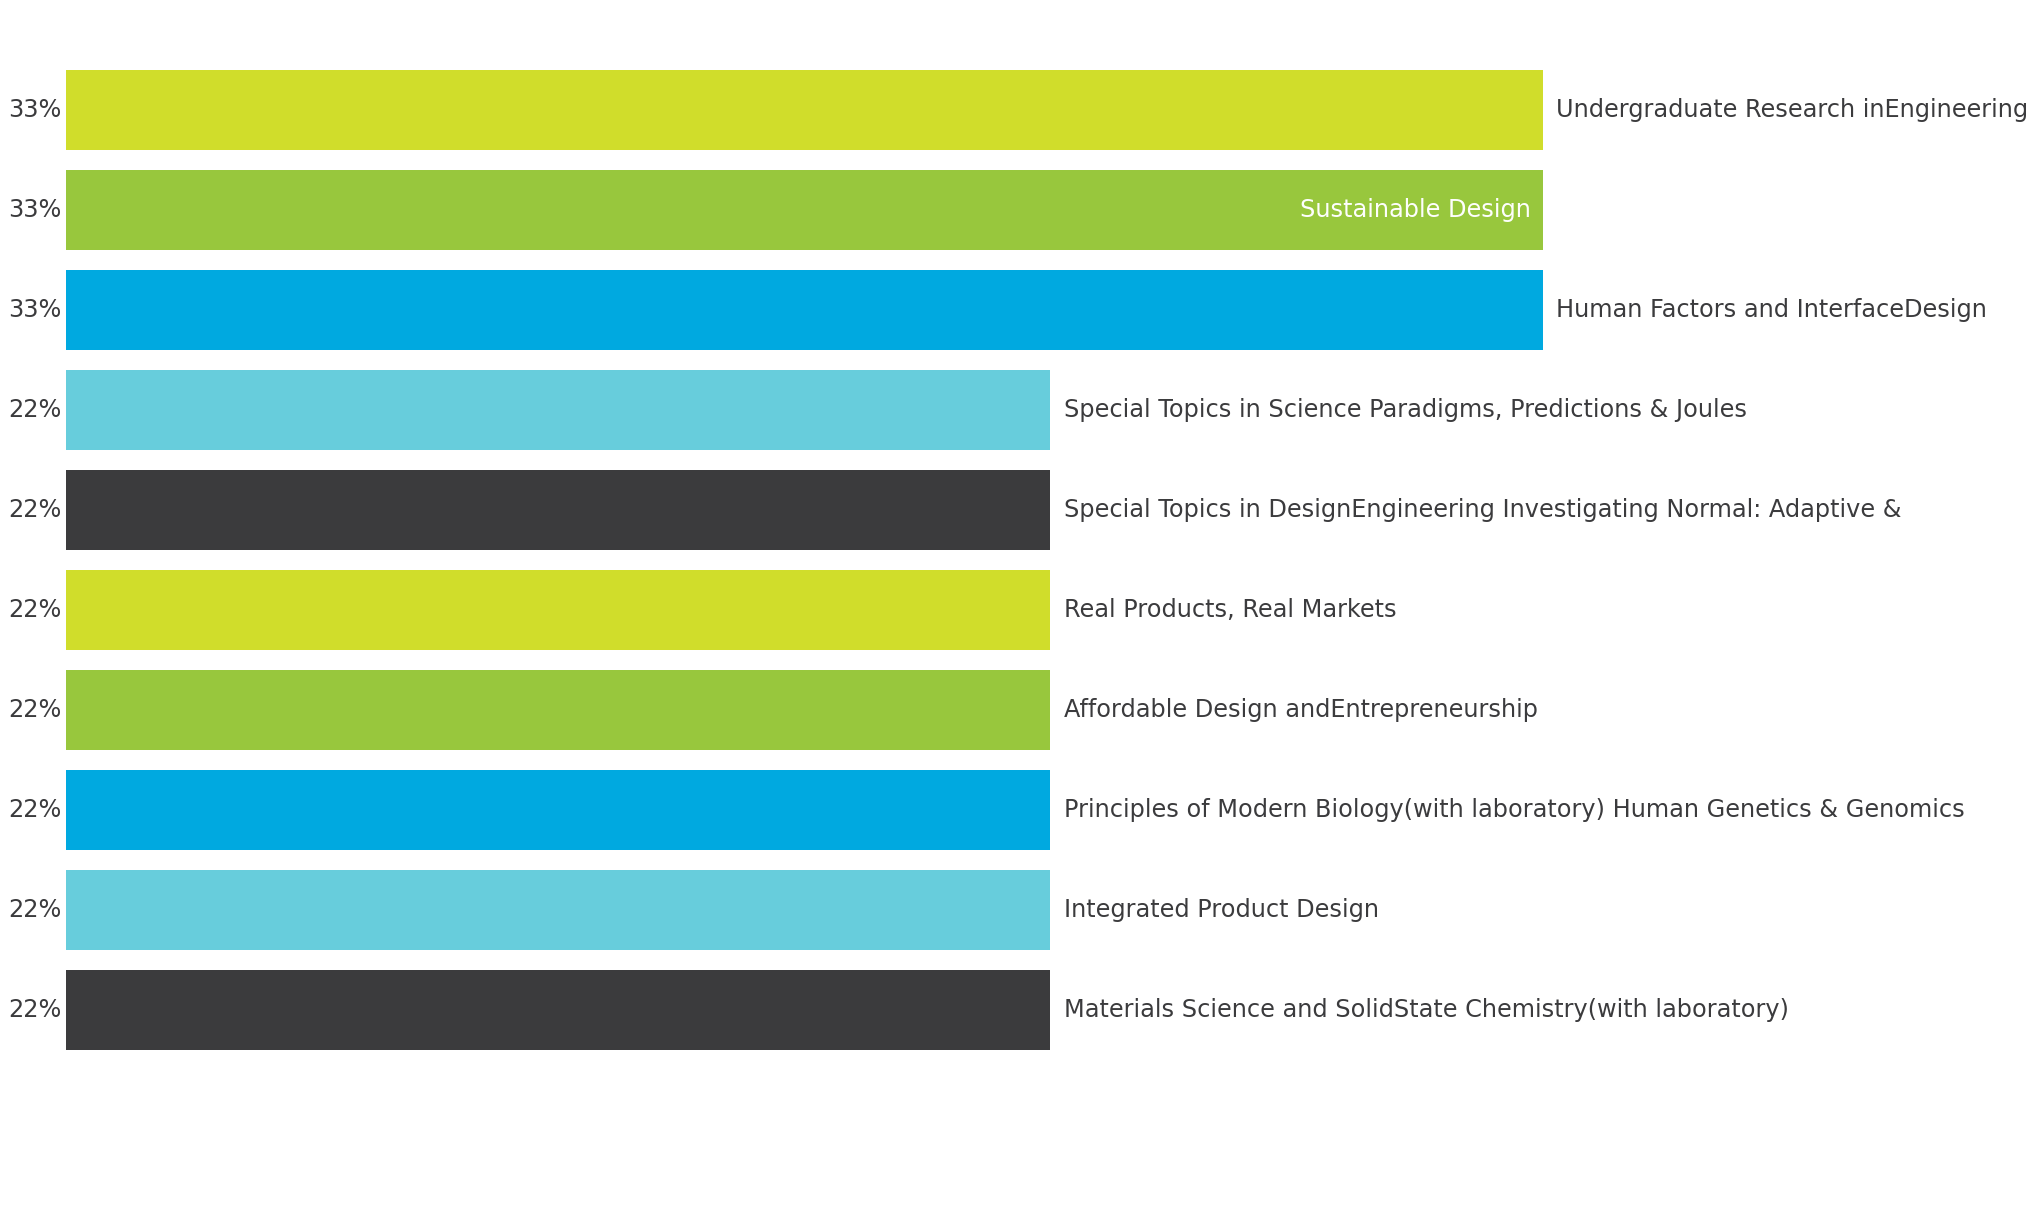 33% Undergraduate Research inEngineering
33% Sustainable Design
33% Human Factors and InterfaceDesign
22% Special Topics in Science Paradigms, Predictions & Joules
22% Special Topics in DesignEngineering Investigating Normal: Adaptive &
22% Real Products, Real Markets
22% Affordable Design andEntrepreneurship
22% Principles of Modern Biology(with laboratory) Human Genetics & Genomics
22% Integrated Product Design
22% Materials Science and SolidState Chemistry(with laboratory)